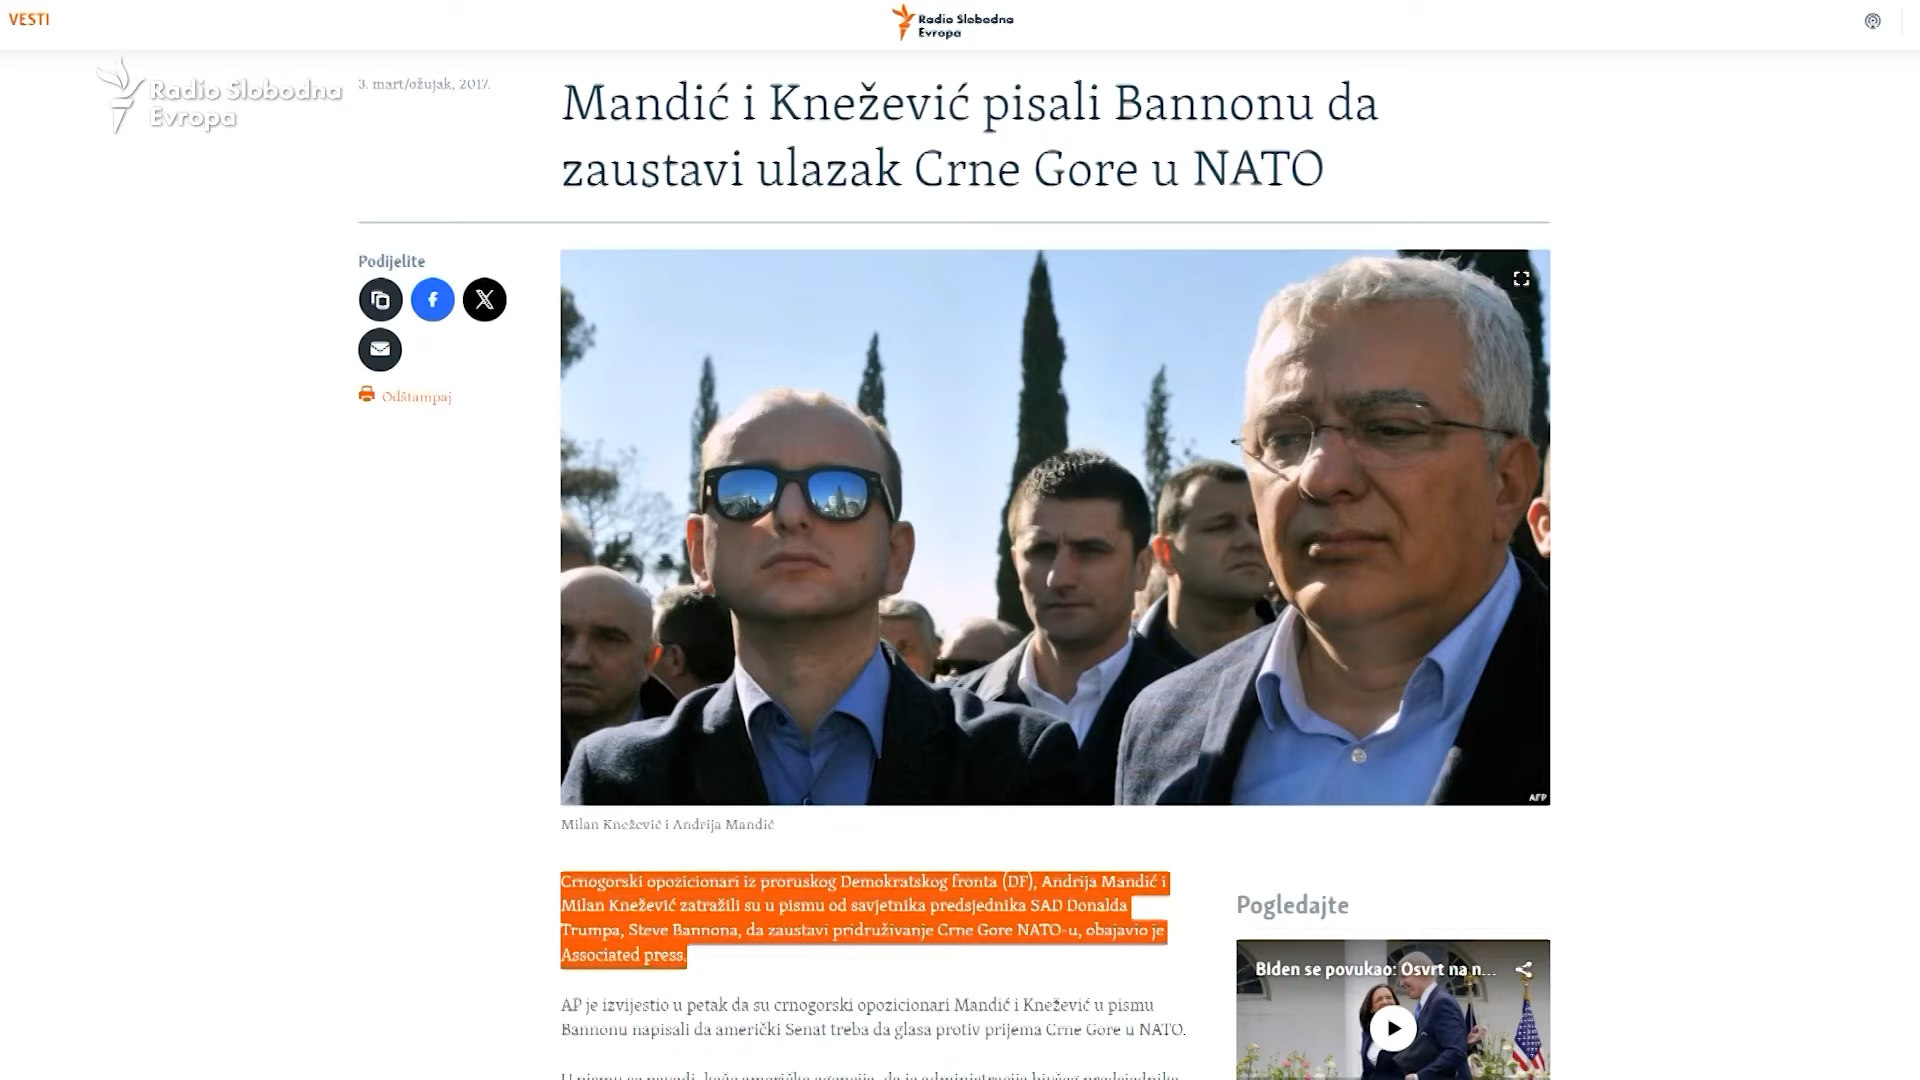 VESTI
Radio Slobodna
Evropa
Radio Slobodna
Evropa
3. mart/ožujak, 2017.
Mandić i Knežević pisali Bannonu da
zaustavi ulazak Crne Gore u NATO
Podijelite
Odštampaj
AFP
Milan Knežević i Andrija Mandić
Crnogorski opozicionari iz proruskog Demokratskog fronta (DF), Andrija Mandić i
Milan Knežević zatražili su u pismu od savjetnika predsjednika SAD Donalda
Trumpa, Steve Bannona, da zaustavi pridruživanje Crne Gore NATO-u, obajavio je
Associated press.
AP je izvijestio u petak da su crnogorski opozicionari Mandić i Knežević u pismu
Bannonu napisali da američki Senat treba da glasa protiv prijema Crne Gore u NATO.
Pogledajte
Biden se povukao: Osvrt na n...